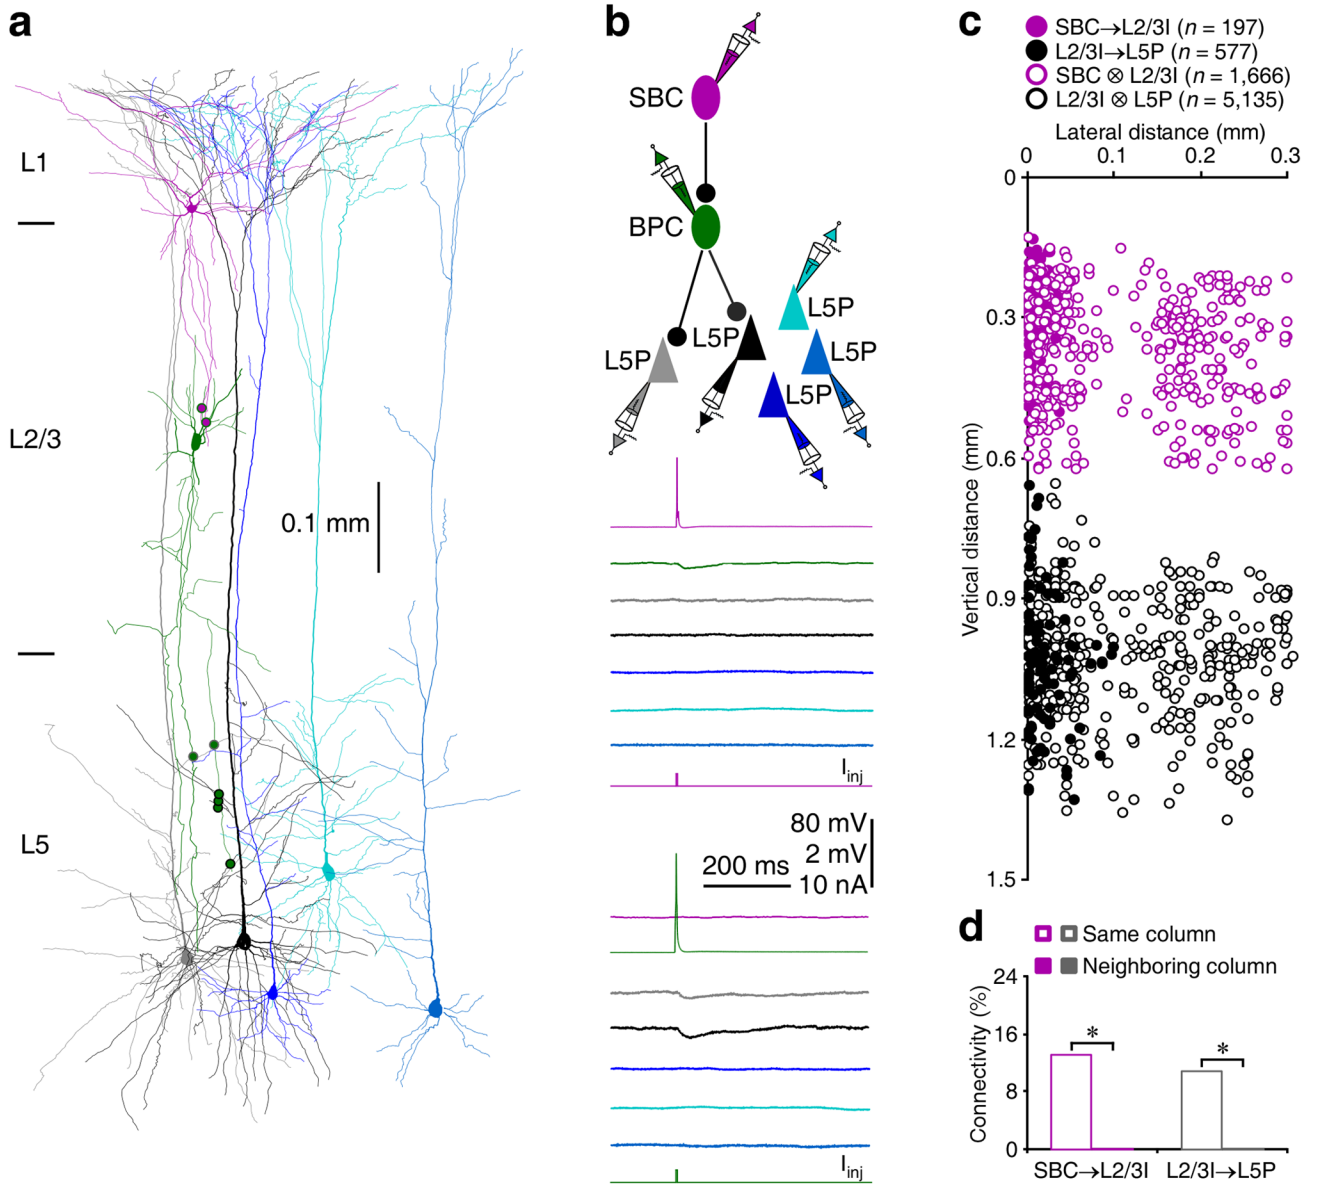 a
L1
L2/3
0.1 mm
L5
b
SBC
BPC
L5P
L5P
L5P
L5P
L5P
Iinj
80 mV
2 mV
10 nA
200 ms
Iinj
c
SBC→L2/3I (n = 197)
L2/3I→L5P (n = 577)
SBC ⊗ L2/3I (n = 1,666)
L2/3I ⊗ L5P (n = 5,135)
Lateral distance (mm)
0 0.1 0.2 0.3
Vertical distance (mm)
0
0.3
0.6
0.9
1.2
1.5
d
Same column
Neighboring column
Connectivity (%)
24
16
8
0
* *
SBC→L2/3I L2/3I→L5P